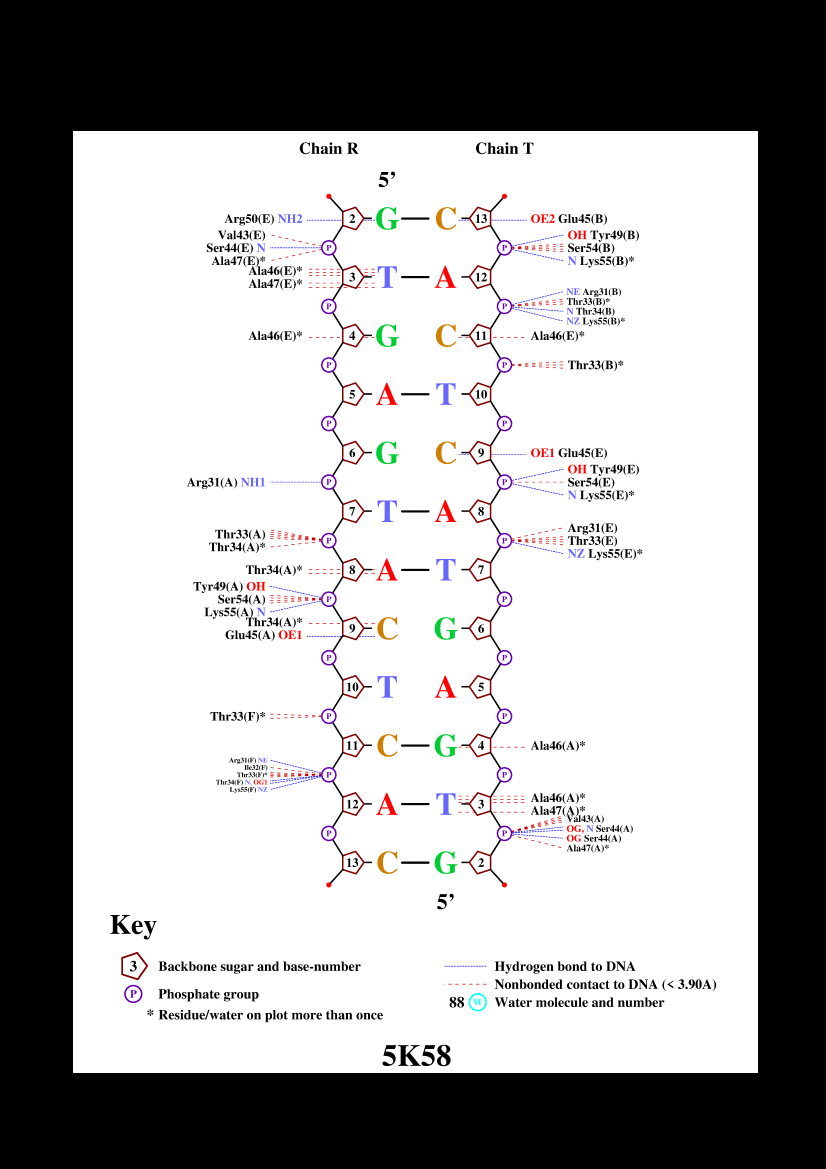 Chain R Chain T
5’
Arg50(E) NH2 2 G C 13 OE2 Glu45(B)
Val43(E) OH Tyr49(B)
Ser44(E) N P P Ser54(B)
Ala47(E)* N Lys55(B)*
Ala46(E)*
3 T A 12
Ala47(E)*
NE Arg31(B)
Thr33(B)*
P P
N Thr34(B)
NZ Lys55(B)*
Ala46(E)* 4 G C 11 Ala46(E)*
P P Thr33(B)*
5 A T 10
P P
6 G C 9 OE1 Glu45(E)
OH Tyr49(E)
Arg31(A) NH1 P P Ser54(E)
N Lys55(E)*
7 T A 8
Arg31(E)
Thr33(A) P P Thr33(E)
Thr34(A)* NZ Lys55(E)*
Thr34(A)* 8 A T 7
Tyr49(A) OH
Ser54(A) P P
Lys55(A) N
Thr34(A)*
9 C G 6
Glu45(A) OE1
P P
10 T A 5
Thr33(F)* P P
11 C G 4 Ala46(A)*
Arg31(F) NE
Ile32(F)
Thr33(F)* P P
Thr34(F) N, OG1
Lys55(F) NZ
12 A T 3 Ala46(A)*
Ala47(A)*
Val43(A)
OG, N Ser44(A)
P P
OG Ser44(A)
Ala47(A)*
13 C G 2
5’
Key
3 Backbone sugar and base-number Hydrogen bond to DNA
Nonbonded contact to DNA (< 3.90A)
P Phosphate group
88 W Water molecule and number
* Residue/water on plot more than once
5K58